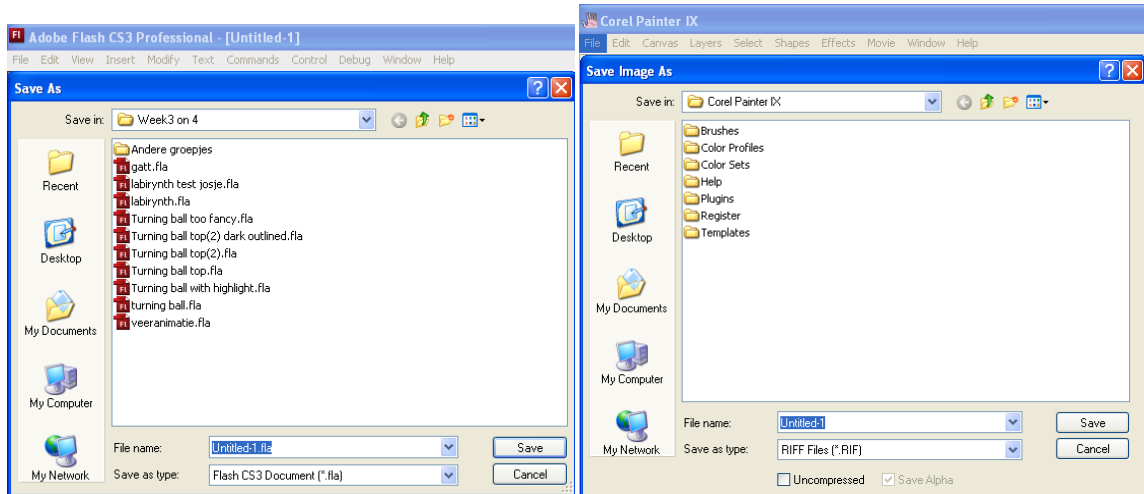 Adobe Flash CS3 Professional - [Untitled-1]
File Edit View Insert Modify Text Commands Control Debug Window Help
Save As
Save in: Week3 on 4
Andere groepjes
gatt.fla
labirynth test josje.fla
labirynth.fla
Turning ball too fancy.fla
Turning ball top(2) dark outlined.fla
Turning ball top(2).fla
Turning ball top.fla
Turning ball with highlight.fla
turning ball.fla
veeranimatie.fla
Recent
Desktop
My Documents
My Computer
My Network
File name: Untitled-1.fla Save
Save as type: Flash CS3 Document (*.fla) Cancel
Corel Painter IX
File Edit Canvas Layers Select Shapes Effects Movie Window Help
Save Image As
Save in: Corel Painter IX
Brushes
Color Profiles
Color Sets
Help
Plugins
Register
Templates
Recent
Desktop
My Documents
My Computer
My Network
File name: Untitled-1 Save
Save as type: RIFF Files (*.RIF) Cancel
Uncompressed Save Alpha